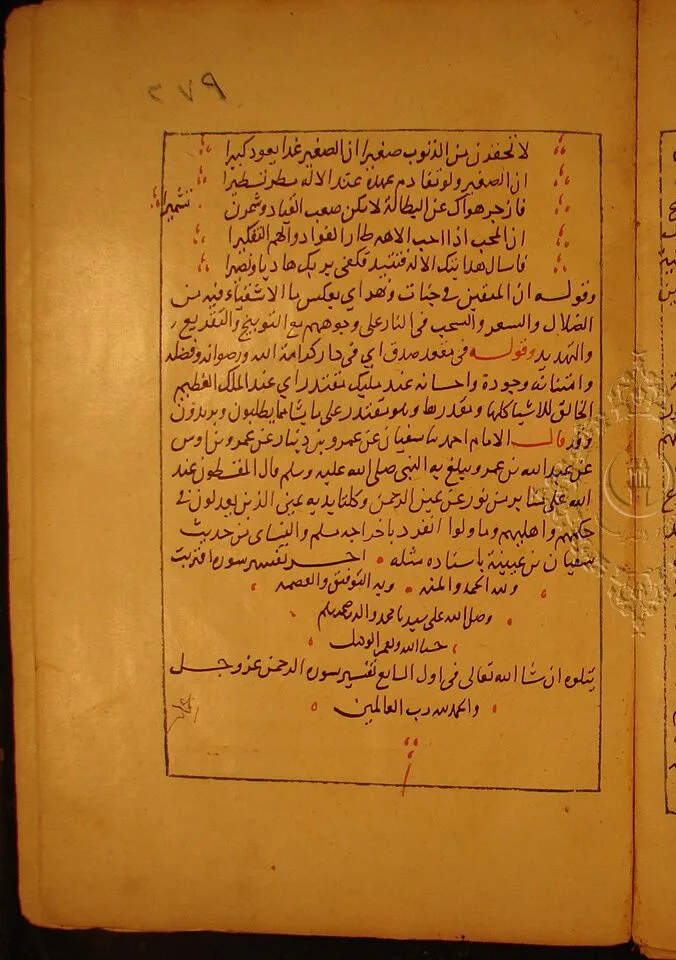 ٢٧٩
لا تحقرن من الذنوب صغيرا ان الصغير غدا يعود كبيرا
ان الصغير ولو تقادم عهده عند الاله مسطر تسطيرا
فازجر هواك عن البطالة لا تكن صعب القياد وشمرن
تشميرا
ان المحب اذا احب الاهه طار الفواد والهم التفكيرا
فاسال هدايتك الاله فتتئد فكفى بربك هاديا ونصيرا
وقوله ان المتقين في جنات ونهر اي بعكس ما الاشقياء فيه من
الضلال والسعر والسحب في النار على وجوههم مع التوبيخ والتقريع
والتهديد وقوله في مقعد صدق اي في دار كرامة الله ورضوانه وفضله
وامتنانه وجوده واحسانه عند مليك مقتدر اي عند الملك العظيم
الخالق للاشيا كلها ومقدرها وهو مقتدر على ما يشا مما يطلبون ويريدون
وقد قال الامام احمد ما سفيان عن عمرو بن دينار عن عمرو بن اوس
عن عبد الله بن عمرو يبلغ به النبي صلى الله عليه وسلم قال المقسطون عند
الله على منابر من نور عن يمين الرحمن وكلتا يديه يمين الذين يعدلون في
حكمهم واهليهم وما ولوا انفرد باخراجه مسلم والنساى من حديث
سفيان بن عيينة باسناده مثله اخر تفسير سورة اقتربت
ولله الحمد والمنه وبه التوفيق والعصمه
وصلى الله على سيدنا محمد واله وصحبه وسلم
حسبنا الله ونعم الوكيل
يتلوه ان شا الله تعالى في اول السابع تفسير سورة الرحمن عز وجل
والحمد لله رب العالمين